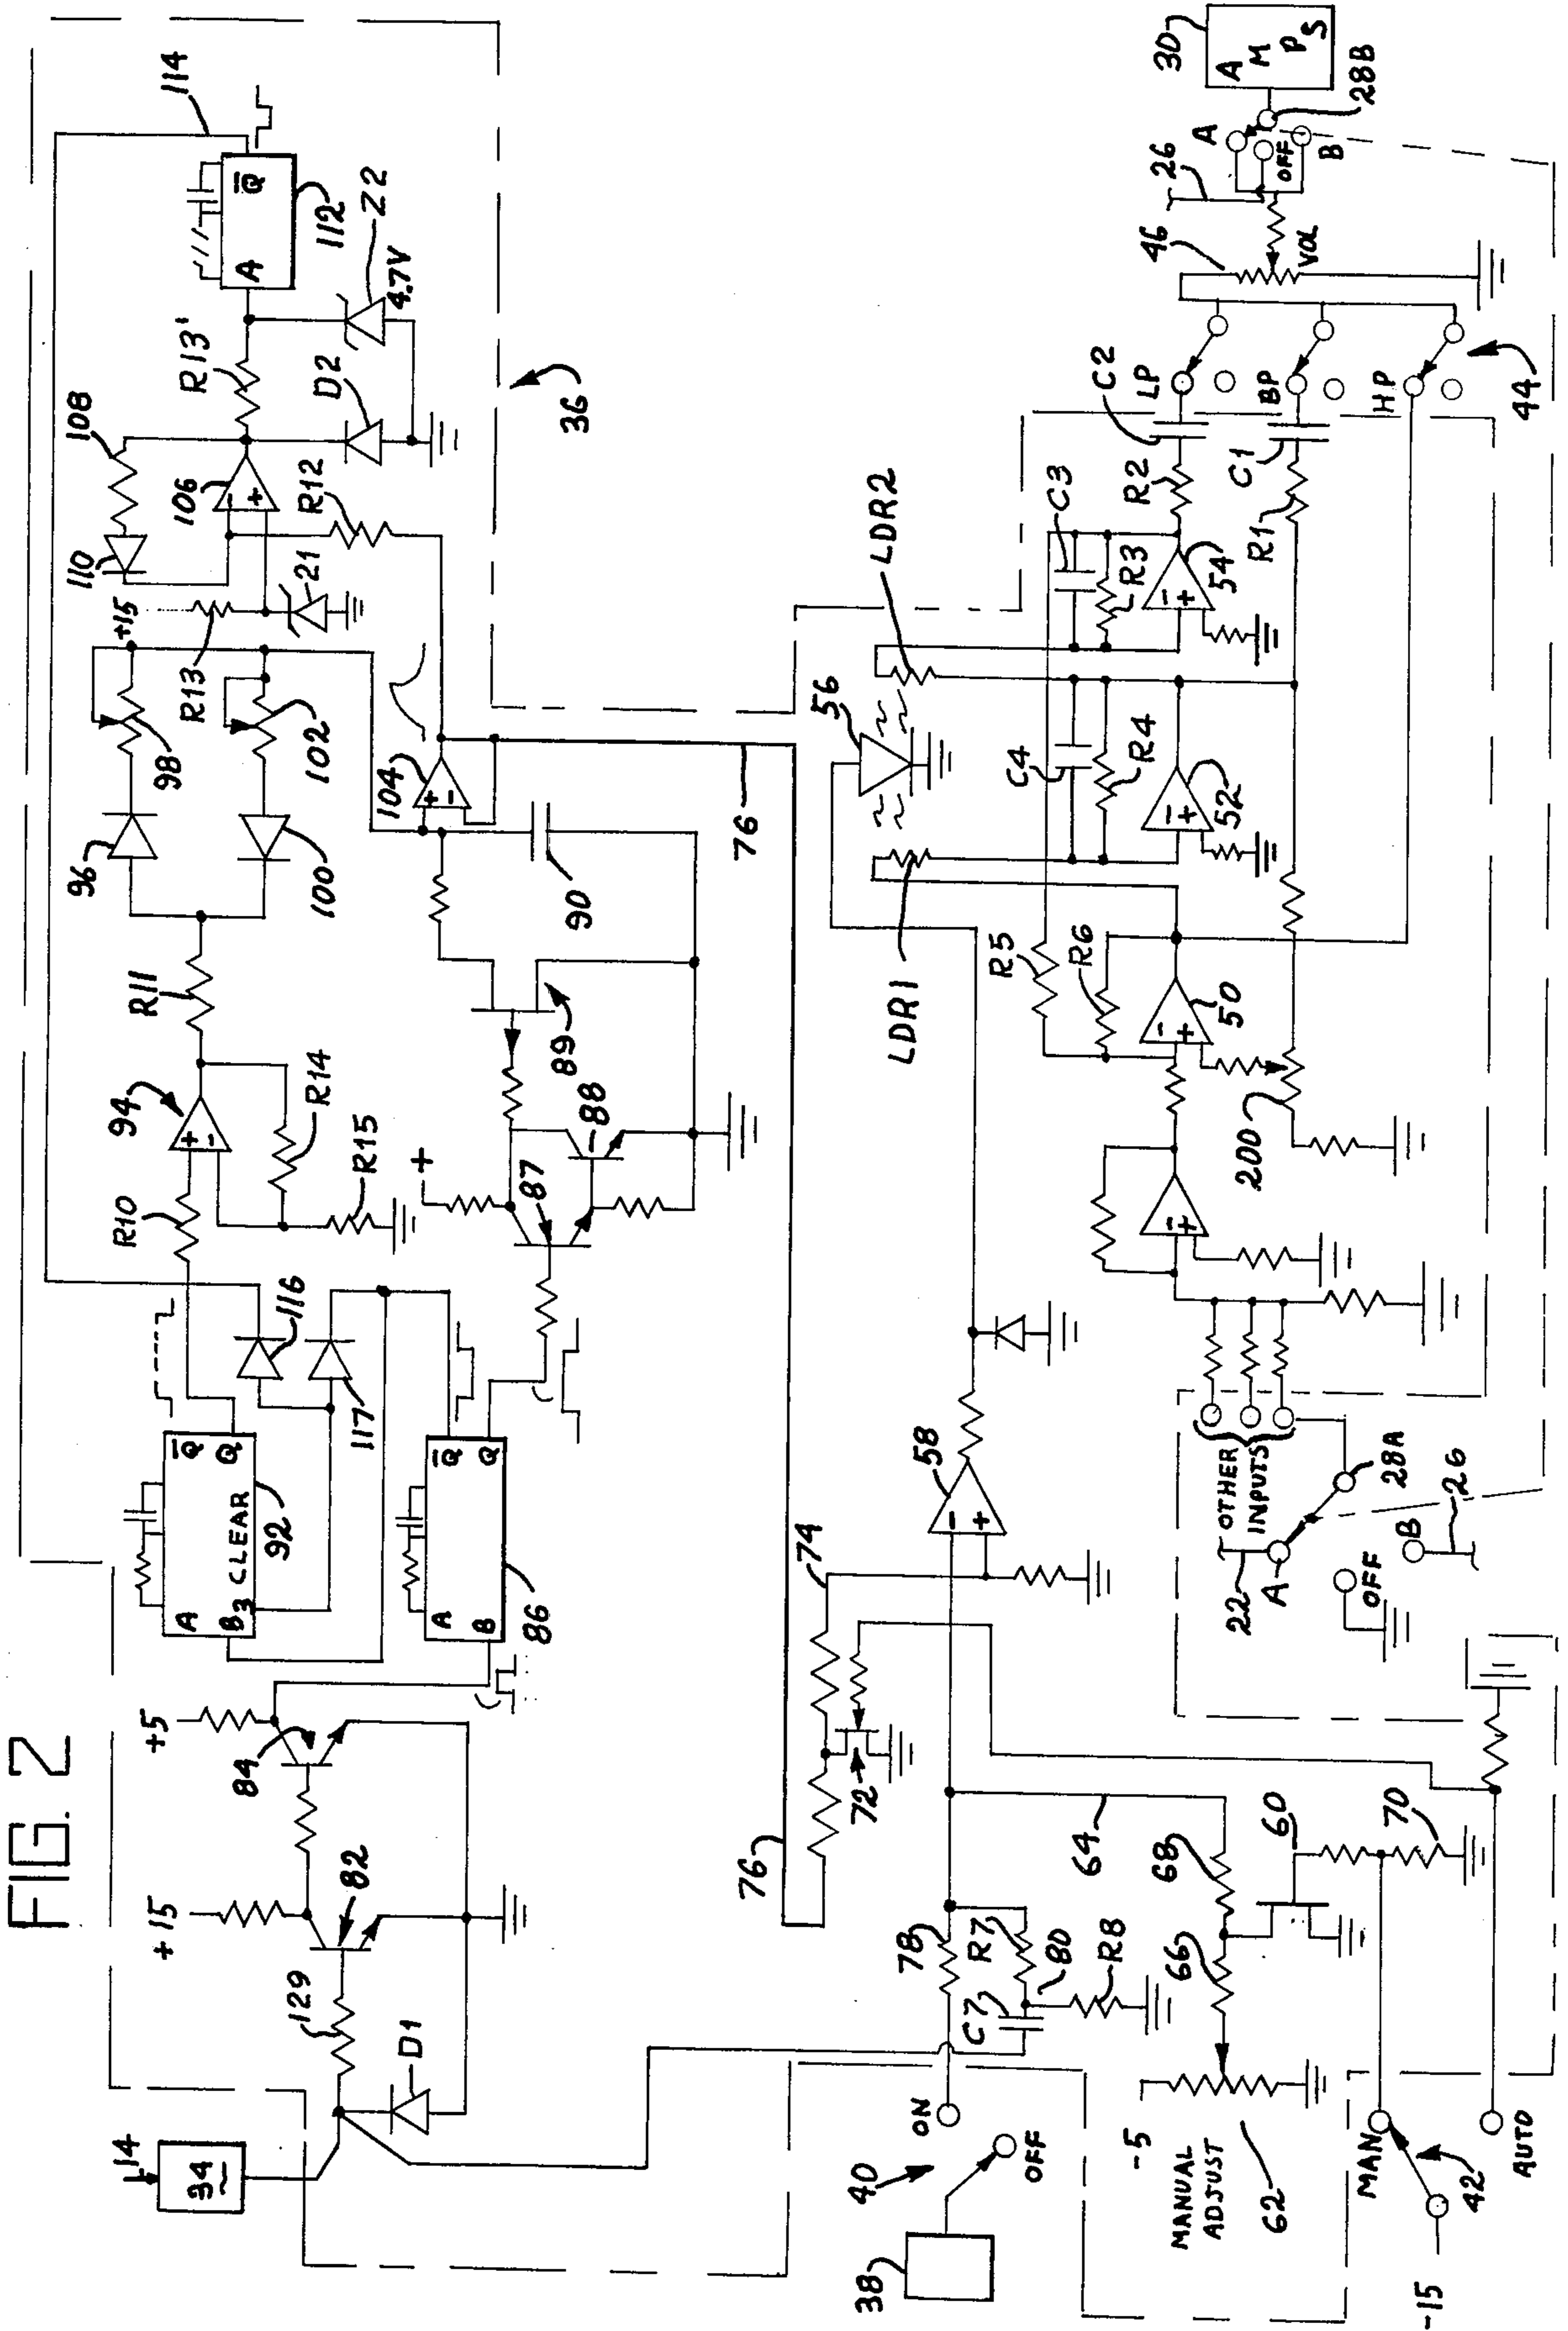 FIG. 2
14
34
+15
+5
129
82
84
D1
A
B
3
CLEAR
Q̅
Q
92
116
117
A
B
Q̅
Q
86
R10
94
R11
R14
R15
+
-
96
98
100
102
+15
R13
21
110
108
106
-
+
R12
R13'
D2
Z2
4.7V
A
Q̅
112
114
36
+
87
88
89
90
104
+
-
76
76
74
72
58
-
+
56
LDR1
LDR2
38
40
ON
OFF
78
R7
C7
80
R8
64
66
68
60
70
-5
MANUAL
ADJUST
62
MAN
42
AUTO
-15
22
A
OTHER
INPUTS
28A
OFF
B
26
-
+
200
R5
R6
-
+
50
C4
R4
-
+
52
C3
R3
-
+
54
R2
C2
R1
C1
LP
BP
HP
44
46
VOL
26
A
OFF
B
28B
30
AMPS